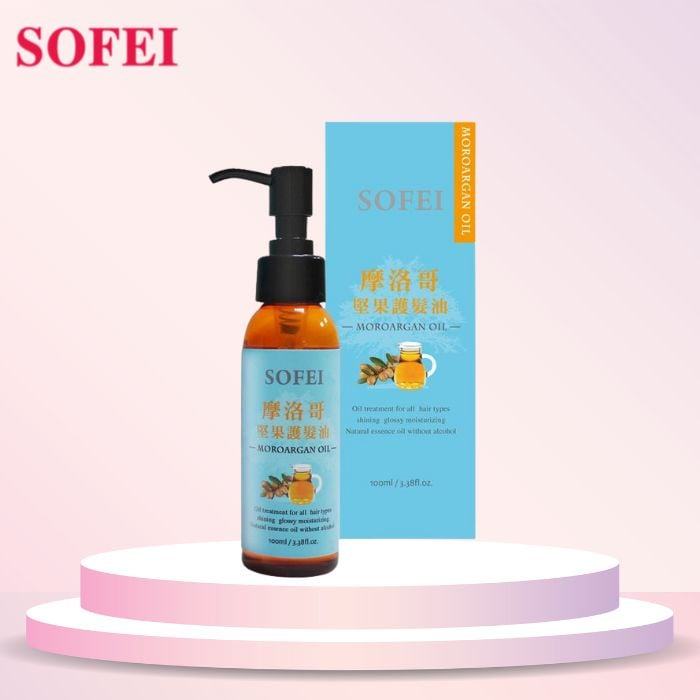 SOFEI
MOROARGAN OIL
SOFEI
摩洛哥
堅果護髮油
MOROARGAN OIL
Oil treatment for all hair types
shining glossy moisturizing
Natural essence oil without alcohol
100ml / 3.38fl.oz.
SOFEI
摩洛哥
堅果護髮油
MOROARGAN OIL
Oil treatment for all hair types
shining glossy moisturizing
Natural essence oil without alcohol
100ml / 3.38fl.oz.